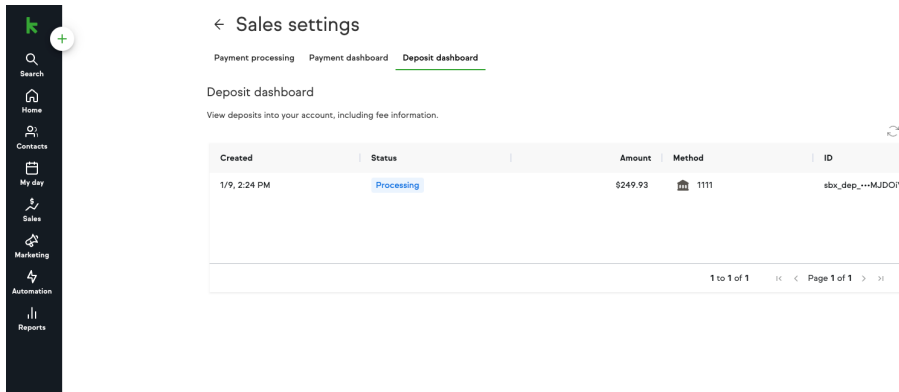 ← Sales settings
Payment processing Payment dashboard Deposit dashboard
Deposit dashboard
View deposits into your account, including fee information.
Created Status Amount Method ID
1/9, 2:24 PM Processing $249.93 1111 sbx_dep_•••MJDOi
1 to 1 of 1 Page 1 of 1
+
Search
Home
Contacts
My day
Sales
Marketing
Automation
Reports